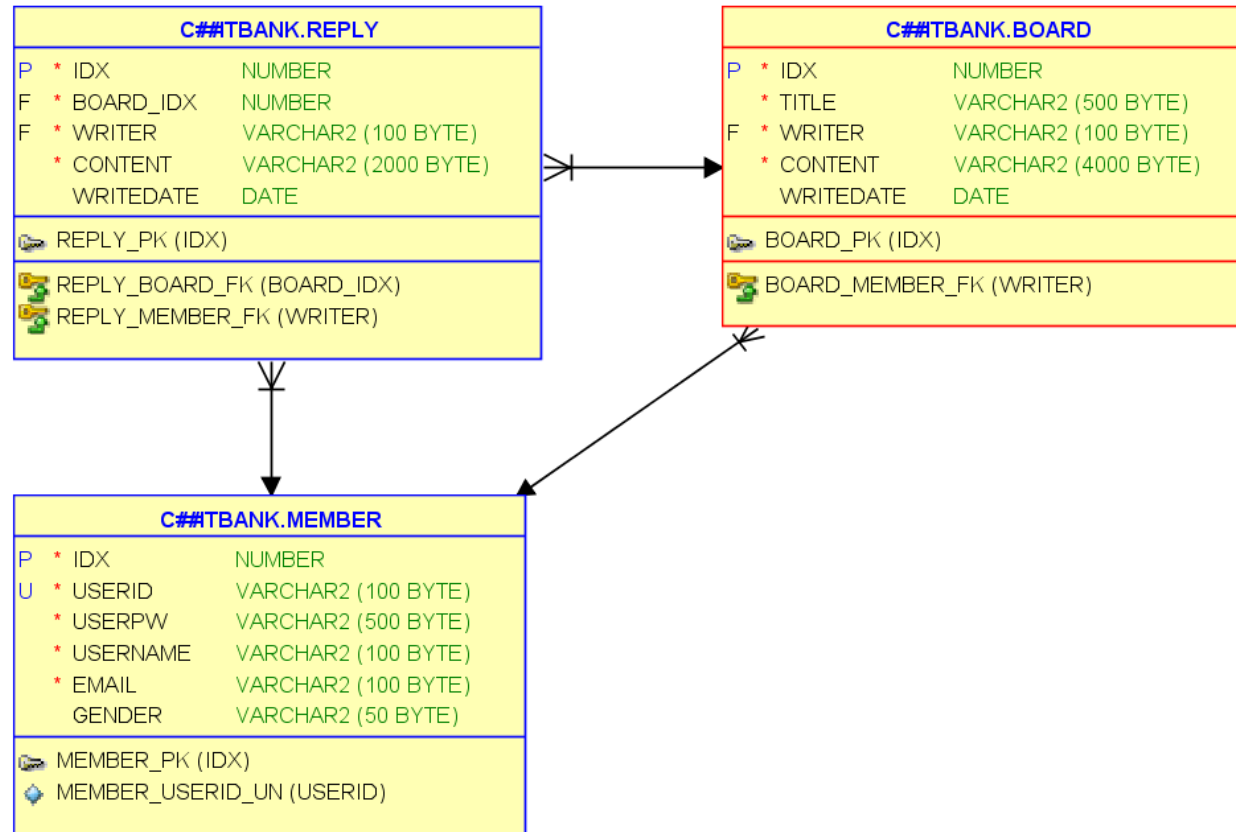 C##ITBANK.REPLY
P * IDX NUMBER
F * BOARD_IDX NUMBER
F * WRITER VARCHAR2 (100 BYTE)
* CONTENT VARCHAR2 (2000 BYTE)
WRITEDATE DATE
REPLY_PK (IDX)
REPLY_BOARD_FK (BOARD_IDX)
REPLY_MEMBER_FK (WRITER)
C##ITBANK.BOARD
P * IDX NUMBER
* TITLE VARCHAR2 (500 BYTE)
F * WRITER VARCHAR2 (100 BYTE)
* CONTENT VARCHAR2 (4000 BYTE)
WRITEDATE DATE
BOARD_PK (IDX)
BOARD_MEMBER_FK (WRITER)
C##ITBANK.MEMBER
P * IDX NUMBER
U * USERID VARCHAR2 (100 BYTE)
* USERPW VARCHAR2 (500 BYTE)
* USERNAME VARCHAR2 (100 BYTE)
* EMAIL VARCHAR2 (100 BYTE)
GENDER VARCHAR2 (50 BYTE)
MEMBER_PK (IDX)
MEMBER_USERID_UN (USERID)